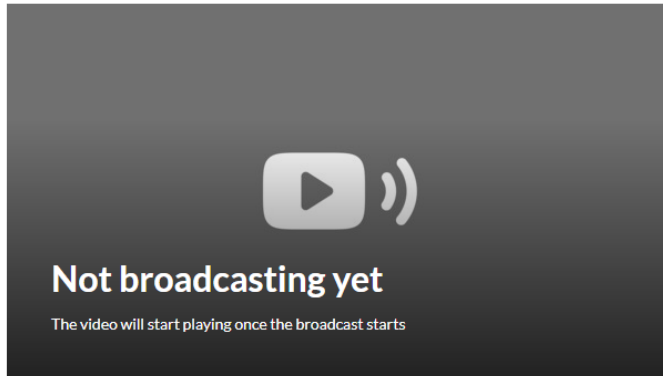 Not broadcasting yet
The video will start playing once the broadcast starts